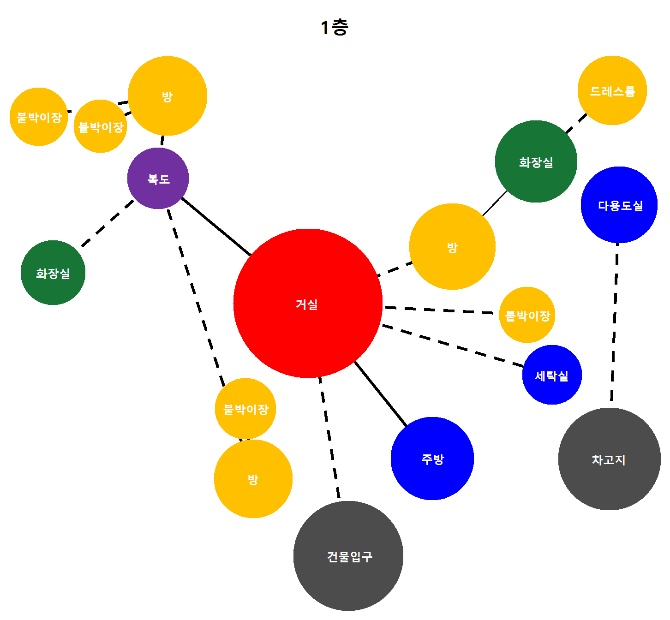 1층
방
드레스룸
붙박이장
붙박이장
화장실
복도
다용도실
방
화장실
거실
붙박이장
세탁실
붙박이장
주방
차고지
방
건물입구